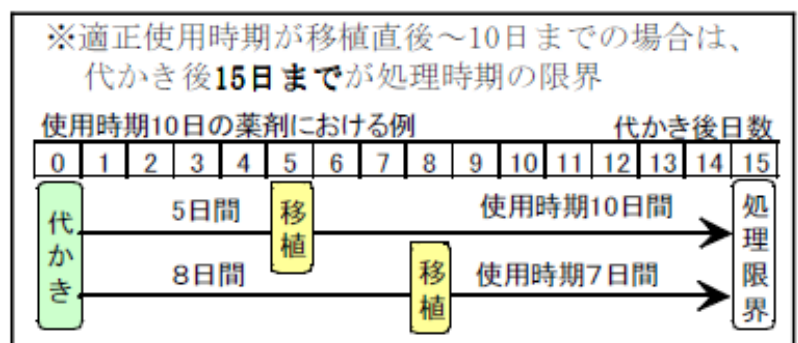 ※適正使用時期が移植直後～10日までの場合は、
代かき後15日までが処理時期の限界
使用時期10日の薬剤における例 代かき後日数
0 1 2 3 4 5 6 7 8 9 10 11 12 13 14 15
代かき 5日間 移植 使用時期10日間 処理限界
8日間 移植 使用時期7日間